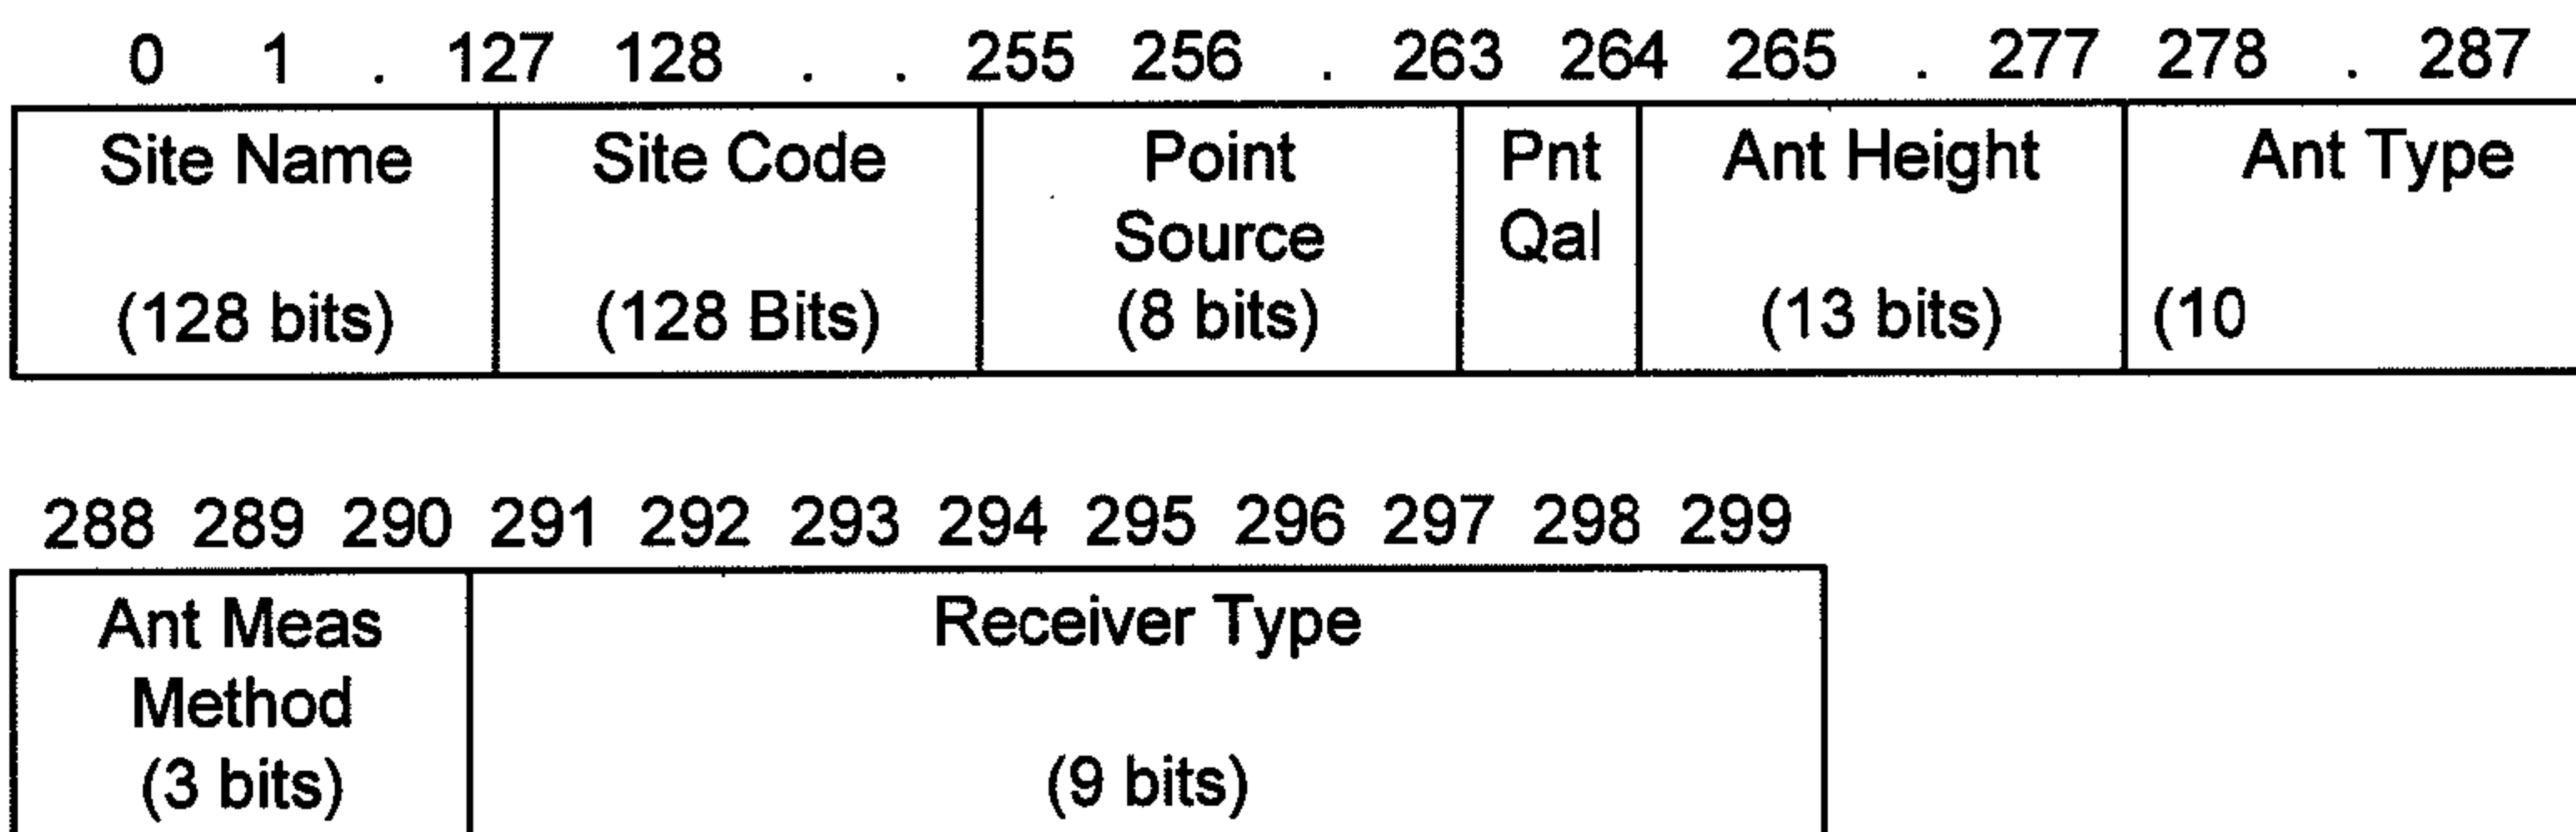 0 1 . 127 128 . . 255 256 . 263 264 265 . 277 278 . 287
Site Name Site Code Point Pnt Ant Height Ant Type
Source Qal
(128 bits) (128 Bits) (8 bits) (13 bits) (10
288 289 290 291 292 293 294 295 296 297 298 299
Ant Meas Receiver Type
Method
(3 bits) (9 bits)